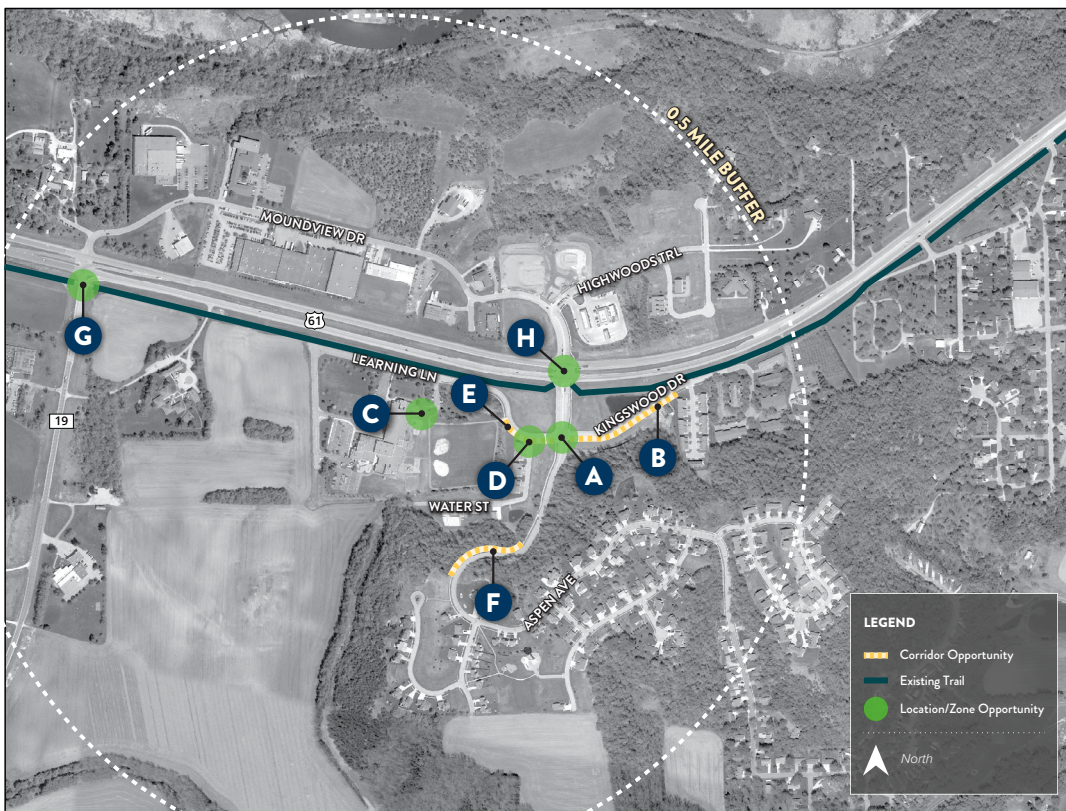 0.5 MILE BUFFER
MOUNDVIEW DR
HIGHWOODS TRL
61
G
H
LEARNING LN
E
C
KINGSWOOD DR
19
D
A
B
WATER ST
F
ASPEN AVE
LEGEND
Corridor Opportunity
Existing Trail
Location/Zone Opportunity
North